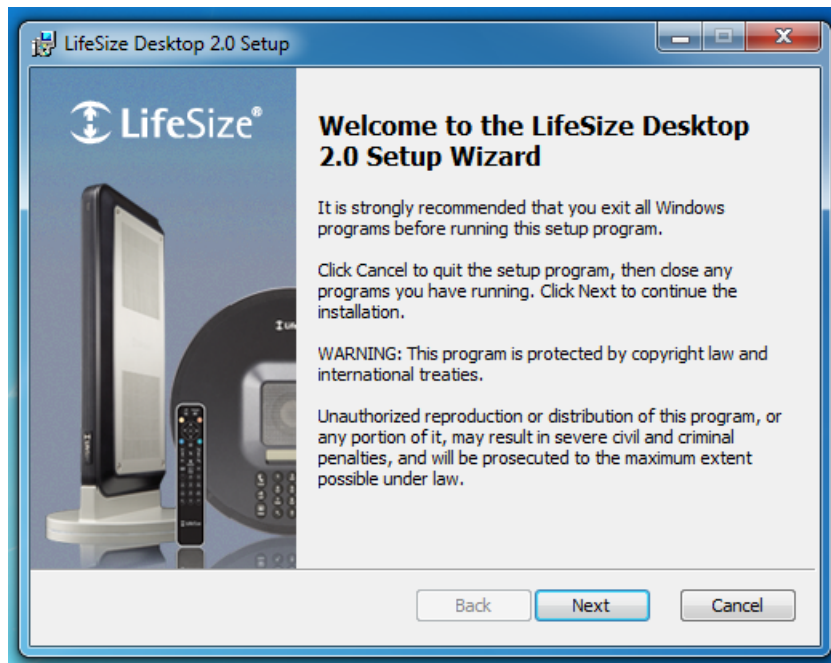 LifeSize Desktop 2.0 Setup
LifeSize®
Welcome to the LifeSize Desktop
2.0 Setup Wizard
It is strongly recommended that you exit all Windows
programs before running this setup program.
Click Cancel to quit the setup program, then close any
programs you have running. Click Next to continue the
installation.
WARNING: This program is protected by copyright law and
international treaties.
Unauthorized reproduction or distribution of this program, or
any portion of it, may result in severe civil and criminal
penalties, and will be prosecuted to the maximum extent
possible under law.
Back
Next
Cancel